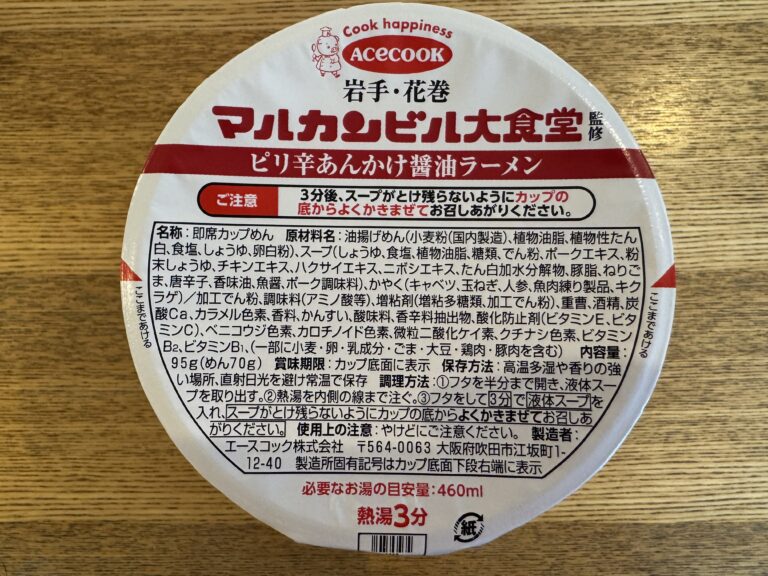 Cook happiness
ACECOOK
岩手・花巻
マルカンビル大食堂監修
ピリ辛あんかけ醤油ラーメン
ご注意 3分後、スープがとけ残らないようにカップの
底からよくかきまぜてお召しあがりください。
名称：即席カップめん 原材料名：油揚げめん(小麦粉(国内製造)、植物油脂、植物性たん
白、食塩、しょうゆ、卵白粉)、スープ(しょうゆ、食塩、植物油脂、糖類、でん粉、ポークエキス、粉
末しょうゆ、チキンエキス、ハクサイエキス、ニボシエキス、たん白加水分解物、豚脂、ねりご
ま、唐辛子、香味油、魚醤、ポーク調味料)、かやく(キャベツ、玉ねぎ、人参、魚肉練り製品、キク
ラゲ)／加工でん粉、調味料(アミノ酸等)、増粘剤(増粘多糖類、加工でん粉)、重曹、酒精、炭
酸Ca、カラメル色素、香料、かんすい、酸味料、香辛料抽出物、酸化防止剤(ビタミンE、ビタ
ミンC)、ベニコウジ色素、カロチノイド色素、微粒二酸化ケイ素、クチナシ色素、ビタミン
B₂、ビタミンB₁、(一部に小麦・卵・乳成分・ごま・大豆・鶏肉・豚肉を含む) 内容量：
95g(めん70g) 賞味期限：カップ底面に表示 保存方法：高温多湿や香りの強
い場所、直射日光を避け常温で保存 調理方法：①フタを半分まで開き、液体スー
プを取り出す。②熱湯を内側の線まで注ぐ。③フタをして3分で液体スープを
入れ、スープがとけ残らないようにカップの底からよくかきまぜてお召しあ
がりください。 使用上の注意：やけどにご注意ください。 製造者：
エースコック株式会社 〒564-0063 大阪府吹田市江坂町1-
12-40 製造所固有記号はカップ底面下段右端に表示
ここまであける
ここまであける
必要なお湯の目安量：460ml
熱湯3分
紙